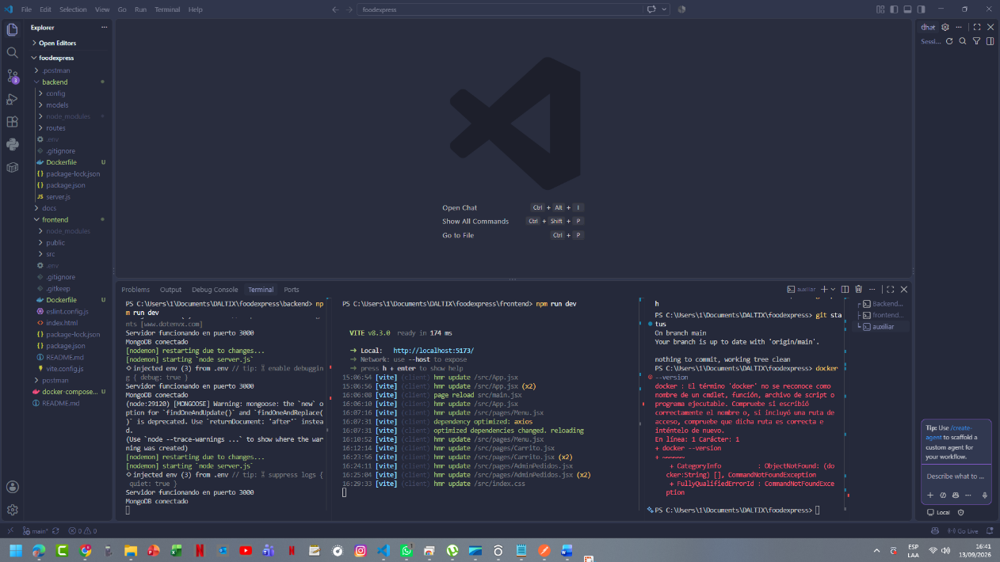 File Edit Selection View Go Run Terminal Help
foodexpress
Explorer
Open Editors
foodexpress
.postman
backend
config
models
node_modules
routes
.env
.gitignore
Dockerfile U
package-lock.json
package.json
JS server.js
docs
frontend
node_modules
public
src
.env
.gitignore
.gitkeep
Dockerfile U
eslint.config.js
index.html
package-lock.json
package.json
README.md
vite.config.js
postman
docker-compose... U
README.md
3
Open Chat Ctrl + Alt + I
Show All Commands Ctrl + Shift + P
Go to File Ctrl + P
Problems Output Debug Console Terminal Ports
auxiliar
PS C:\Users\1\Documents\DALTIX\foodexpress\backend> np
m run dev
nts [www.dotenvx.com]
Servidor funcionando en puerto 3000
MongoDB conectado
[nodemon] restarting due to changes...
[nodemon] starting `node server.js`
◇ injected env (3) from .env // tip: ⌘ enable debuggin
g { debug: true }
Servidor funcionando en puerto 3000
MongoDB conectado
(node:29120) [MONGOOSE] Warning: mongoose: the `new` o
ption for `findOneAndUpdate()` and `findOneAndReplace(
)` is deprecated. Use `returnDocument: 'after'` instea
d.
(Use `node --trace-warnings ...` to show where the war
ning was created)
[nodemon] restarting due to changes...
[nodemon] starting `node server.js`
◇ injected env (3) from .env // tip: ⌘ suppress logs {
quiet: true }
Servidor funcionando en puerto 3000
MongoDB conectado
PS C:\Users\1\Documents\DALTIX\foodexpress\frontend> npm run dev
VITE v8.3.0 ready in 174 ms
➜ Local: http://localhost:5173/
➜ Network: use --host to expose
➜ press h + enter to show help
15:06:54 [vite] (client) hmr update /src/App.jsx
15:06:56 [vite] (client) hmr update /src/App.jsx (x2)
16:06:08 [vite] (client) page reload src/main.jsx
16:06:10 [vite] (client) hmr update /src/App.jsx
16:07:16 [vite] (client) hmr update /src/pages/Menu.jsx
16:07:31 [vite] (client) dependency optimized: axios
16:07:31 [vite] (client) optimized dependencies changed. reloading
16:10:52 [vite] (client) hmr update /src/pages/Menu.jsx
16:12:14 [vite] (client) hmr update /src/pages/Carrito.jsx
16:23:56 [vite] (client) hmr update /src/pages/Carrito.jsx (x2)
16:24:11 [vite] (client) hmr update /src/pages/AdminPedidos.jsx
16:25:04 [vite] (client) hmr update /src/pages/AdminPedidos.jsx (x2)
16:29:33 [vite] (client) hmr update /src/index.css
h
PS C:\Users\1\Documents\DALTIX\foodexpress> git sta
tus
On branch main
Your branch is up to date with 'origin/main'.
nothing to commit, working tree clean
PS C:\Users\1\Documents\DALTIX\foodexpress> docker
--version
docker : El término 'docker' no se reconoce como
nombre de un cmdlet, función, archivo de script o
programa ejecutable. Compruebe si escribió
correctamente el nombre o, si incluyó una ruta de
acceso, compruebe que dicha ruta es correcta e
inténtelo de nuevo.
En línea: 1 Carácter: 1
+ docker --version
+ ~~~~~~
+ CategoryInfo : ObjectNotFound: (do
cker:String) [], CommandNotFoundException
+ FullyQualifiedErrorId : CommandNotFoundExce
ption
PS C:\Users\1\Documents\DALTIX\foodexpress>
Backend...
frontend...
auxiliar
Sessi...
Tip: Use /create-
agent to scaffold a
custom agent for
your workflow.
Describe what to ...
Local
main* 0 0
Go Live
ESP
LAA
16:41
13/09/2026